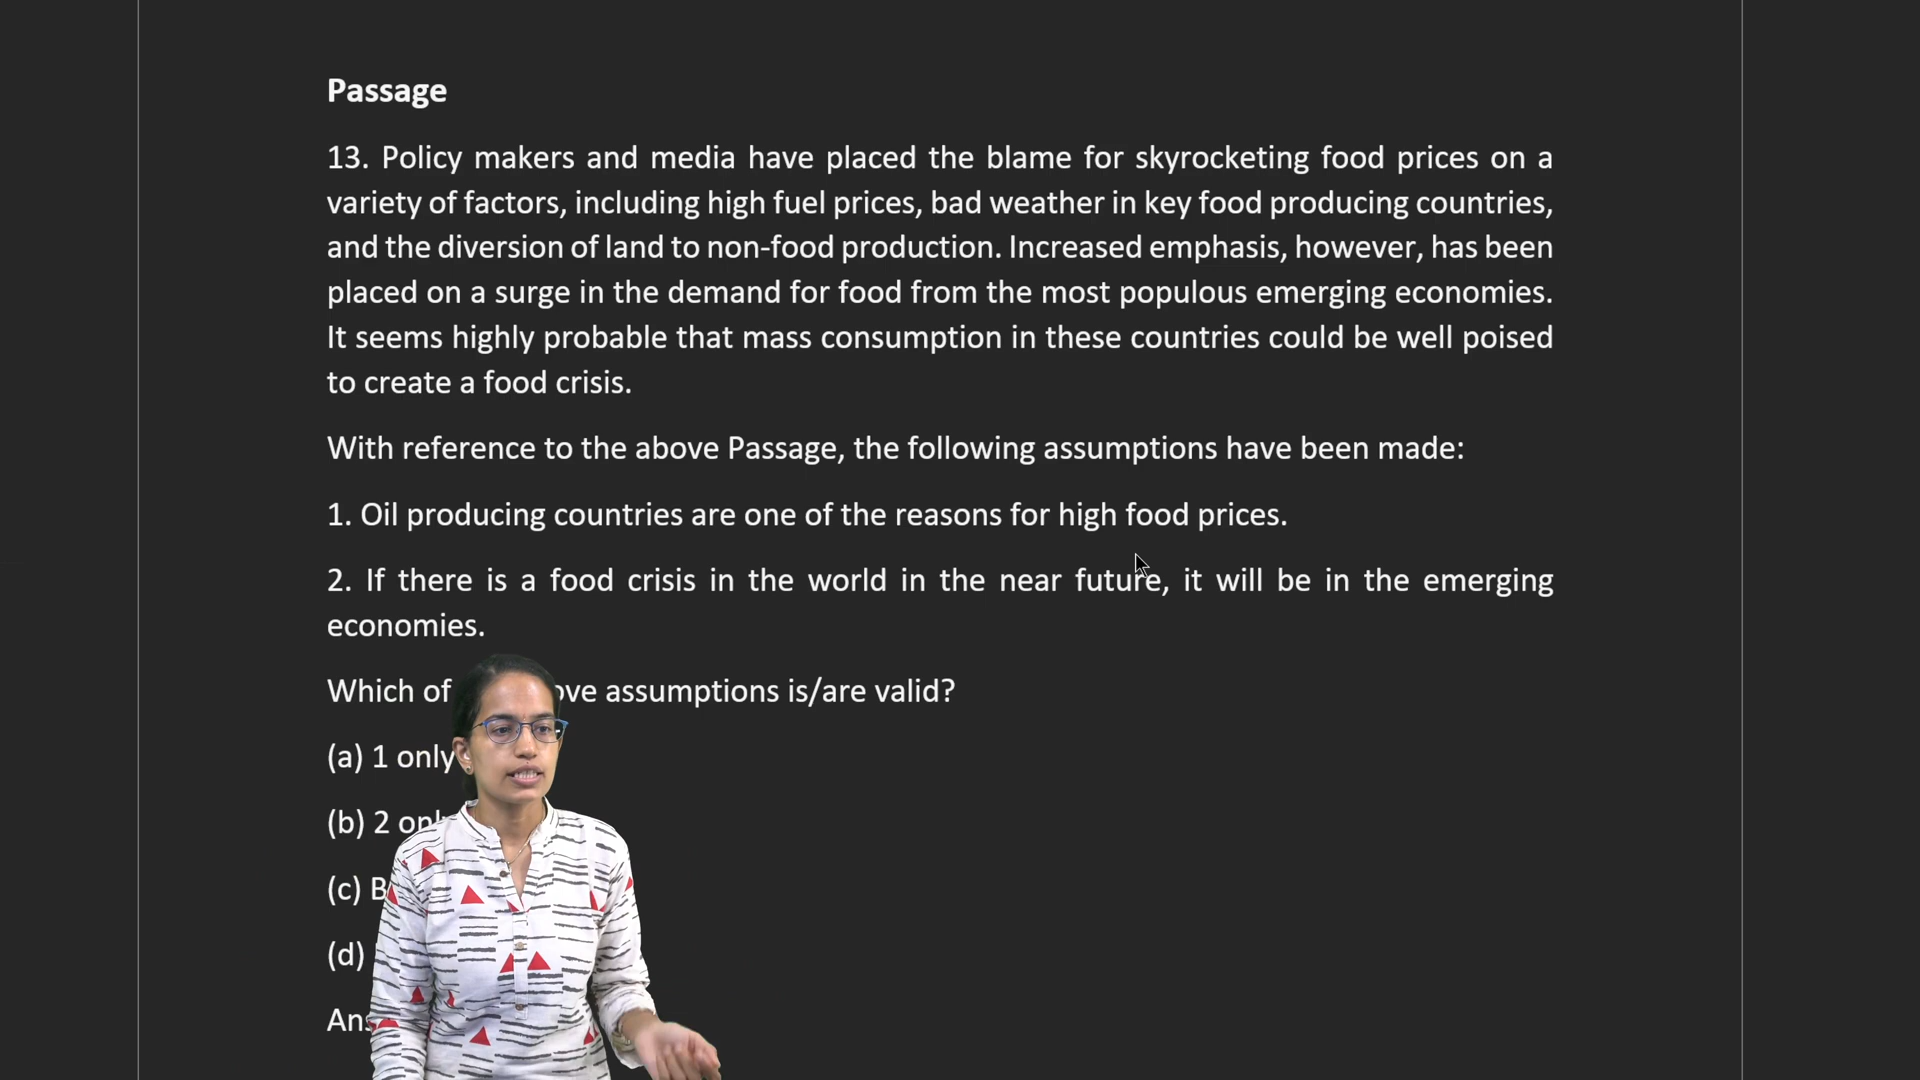 Passage
13. Policy makers and media have placed the blame for skyrocketing food prices on a
variety of factors, including high fuel prices, bad weather in key food producing countries,
and the diversion of land to non-food production. Increased emphasis, however, has been
placed on a surge in the demand for food from the most populous emerging economies.
It seems highly probable that mass consumption in these countries could be well poised
to create a food crisis.
With reference to the above Passage, the following assumptions have been made:
1. Oil producing countries are one of the reasons for high food prices.
2. If there is a food crisis in the world in the near future, it will be in the emerging
economies.
Which of assumptions is/are valid?
(a) 1 only
(b) 2
(c)
(d)